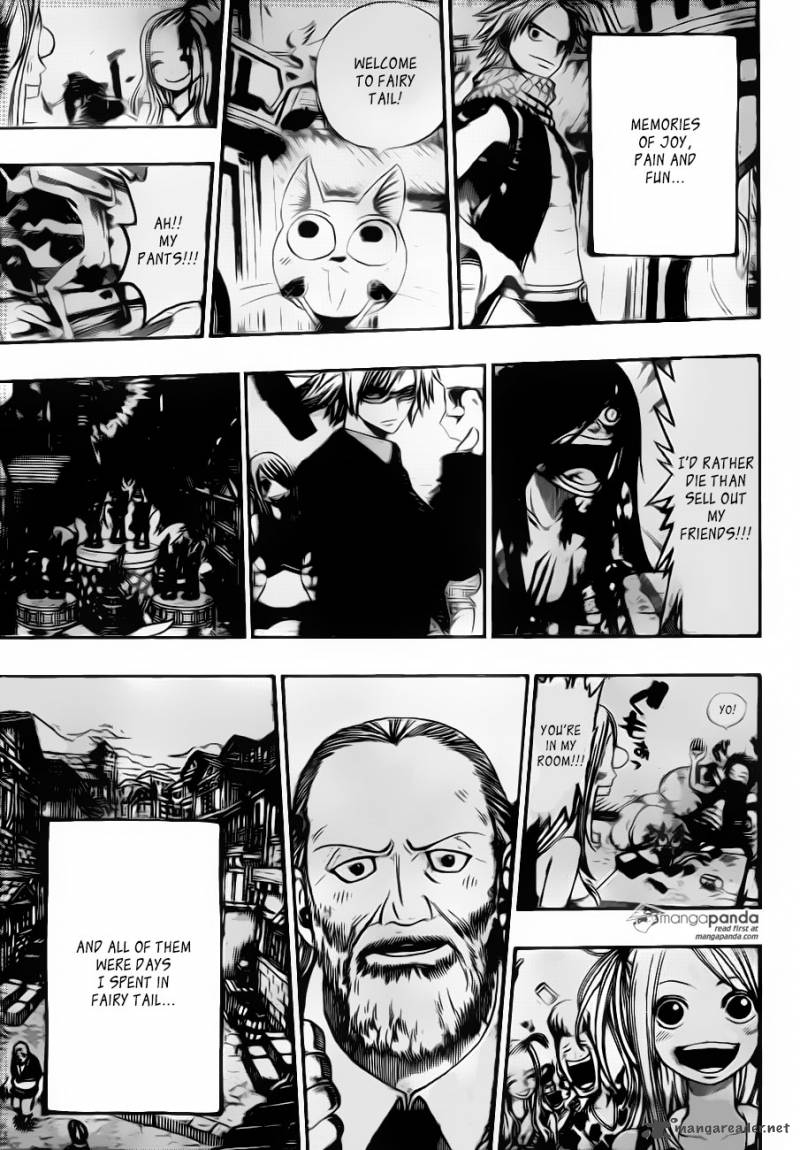 MEMORIES
OF JOY,
PAIN AND
FUN...
WELCOME
TO FAIRY
TAIL!
AH!!
MY
PANTS!!!
I'D RATHER
DIE THAN
SELL OUT
MY
FRIENDS!!!
YO!
YOU'RE
IN MY
ROOM!!!
mangapanda
read first at
mangapanda.com
AND ALL OF THEM
WERE DAYS
I SPENT IN
FAIRY TAIL...
mangareader.net